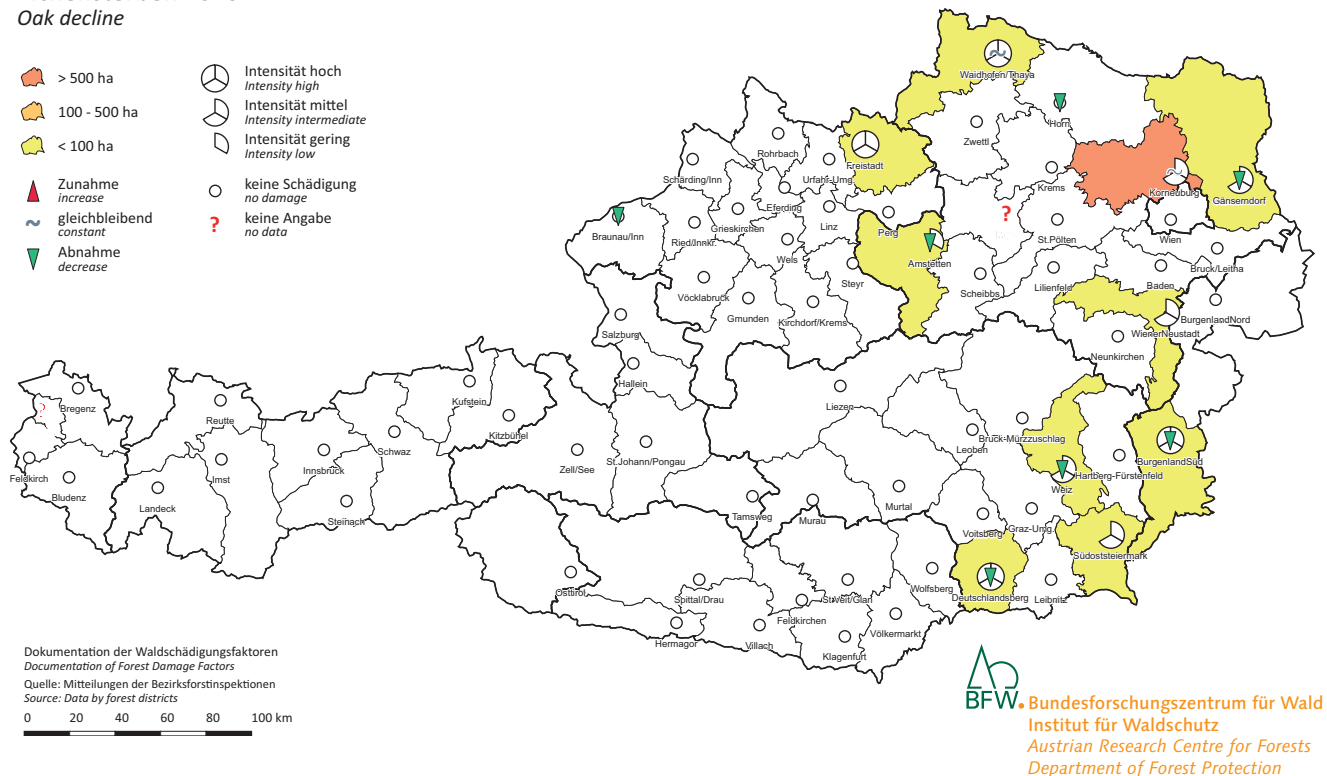 Oak decline
> 500 ha
100 - 500 ha
< 100 ha
Zunahme
increase
gleichbleibend
constant
Abnahme
decrease
Intensität hoch
Intensity high
Intensität mittel
Intensity intermediate
Intensität gering
Intensity low
keine Schädigung
no damage
?
keine Angabe
no data
Waidhofen/Thaya
Horn
Zwettl
Rohrbach
Freistadt
Schärding/Inn
Urfahr-Umg.
Krems
Korneuburg
Gänserndorf
Eferding
Grieskirchen
Linz
Perg
?
St.Pölten
Wien
Braunau/Inn
Ried/Innkr.
Wels
Amstetten
Bruck/Leitha
Steyr
Scheibbs
Lilienfeld
Baden
Vöcklabruck
Gmunden
Kirchdorf/Krems
BurgenlandNord
Salzburg
WienerNeustadt
Neunkirchen
Hallein
Kufstein
Liezen
?
Bregenz
Reutte
Kitzbühel
Bruck-Mürzzuschlag
Leoben
Schwaz
Innsbruck
Zell/See
St.Johann/Pongau
BurgenlandSüd
Hartberg-Fürstenfeld
Feldkirch
Bludenz
Imst
Weiz
Landeck
Steinach
Tamsweg
Murau
Murtal
Voitsberg
Graz-Umg.
Südoststeiermark
Osttirol
Spittal/Drau
St.Veit/Glan
Wolfsberg
Deutschlandsberg
Leibnitz
Feldkirchen
Hermagor
Villach
Klagenfurt
Völkermarkt
Dokumentation der Waldschädigungsfaktoren
Documentation of Forest Damage Factors
Quelle: Mitteilungen der Bezirksforstinspektionen
Source: Data by forest districts
0 20 40 60 80 100 km
BFW
Bundesforschungszentrum für Wald
Institut für Waldschutz
Austrian Research Centre for Forests
Department of Forest Protection